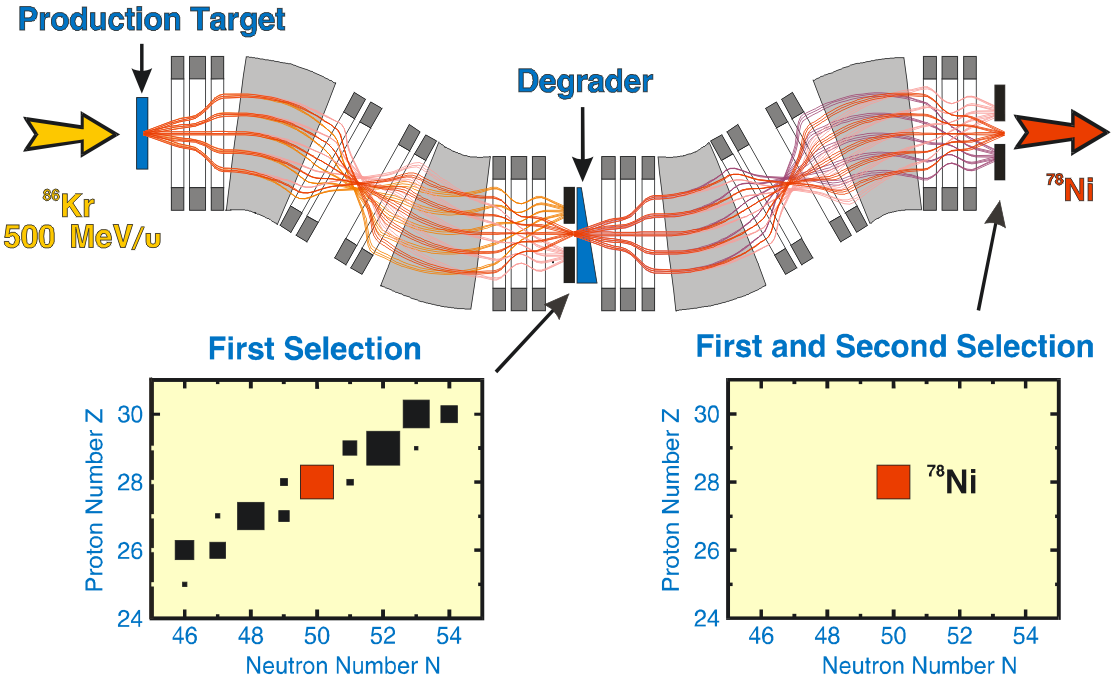 Production Target
Degrader
⁸⁶Kr
500 MeV/u
⁷⁸Ni
First Selection
First and Second Selection
Proton Number Z
30
28
26
24
46 48 50 52 54
Neutron Number N
Proton Number Z
30
28
26
24
⁷⁸Ni
46 48 50 52 54
Neutron Number N